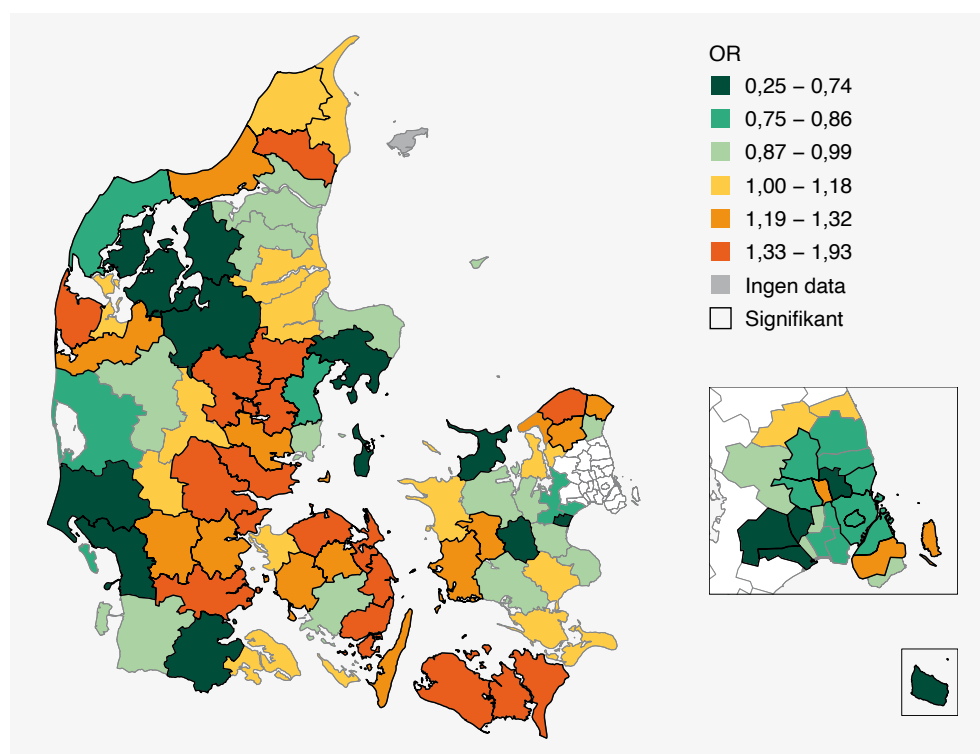 OR
0,25 – 0,74
0,75 – 0,86
0,87 – 0,99
1,00 – 1,18
1,19 – 1,32
1,33 – 1,93
Ingen data
Signifikant